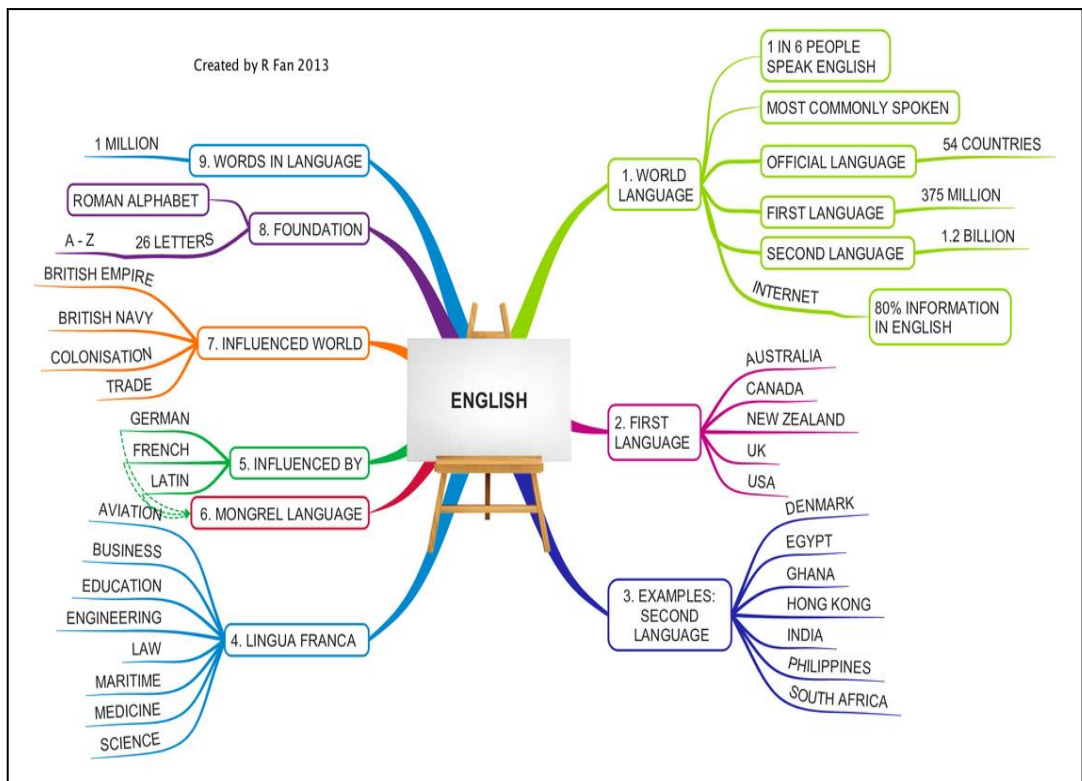 Created by R Fan 2013
ENGLISH
1. WORLD
LANGUAGE
1 IN 6 PEOPLE
SPEAK ENGLISH
MOST COMMONLY SPOKEN
OFFICIAL LANGUAGE
54 COUNTRIES
FIRST LANGUAGE
375 MILLION
SECOND LANGUAGE
1.2 BILLION
INTERNET
80% INFORMATION
IN ENGLISH
2. FIRST
LANGUAGE
AUSTRALIA
CANADA
NEW ZEALAND
UK
USA
3. EXAMPLES:
SECOND
LANGUAGE
DENMARK
EGYPT
GHANA
HONG KONG
INDIA
PHILIPPINES
SOUTH AFRICA
4. LINGUA FRANCA
AVIATION
BUSINESS
EDUCATION
ENGINEERING
LAW
MARITIME
MEDICINE
SCIENCE
5. INFLUENCED BY
GERMAN
FRENCH
LATIN
6. MONGREL LANGUAGE
7. INFLUENCED WORLD
BRITISH EMPIRE
BRITISH NAVY
COLONISATION
TRADE
8. FOUNDATION
ROMAN ALPHABET
26 LETTERS
A - Z
9. WORDS IN LANGUAGE
1 MILLION